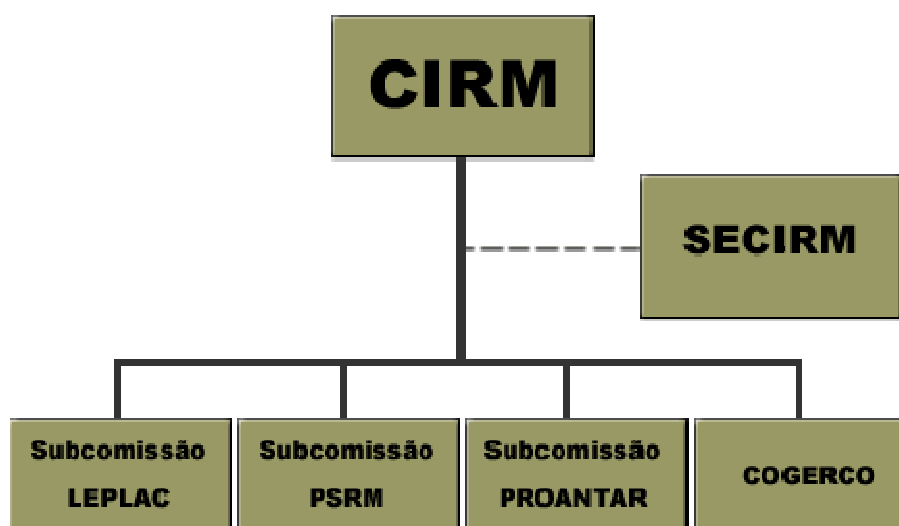 CIRM
SECIRM
Subcomissão
LEPLAC
Subcomissão
PSRM
Subcomissão
PROANTAR
COGERCO